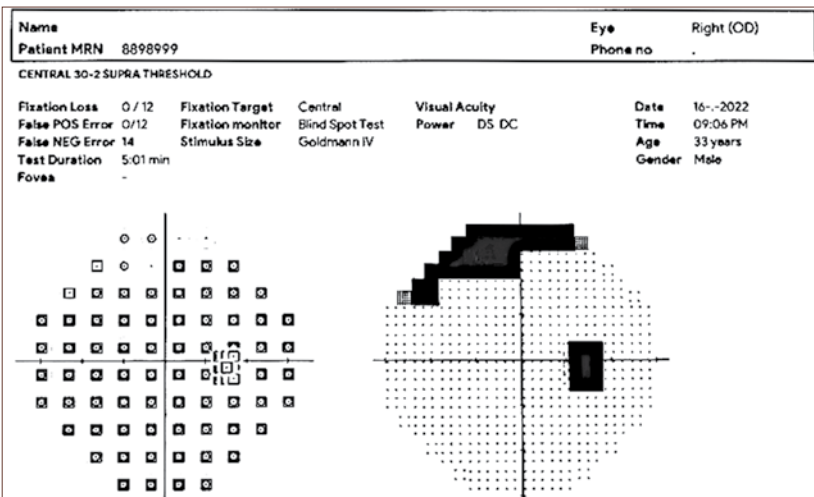 Name Eye Right (OD)
Patient MRN 8898999 Phone no .
CENTRAL 30-2 SUPRA THRESHOLD
Fixation Loss 0/12 Fixation Target Central Visual Acuity Date 16-.-2022
False POS Error 0/12 Fixation monitor Blind Spot Test Power DS DC Time 09:06 PM
False NEG Error 14 Stimulus Size Goldmann IV Age 33 years
Test Duration 5:01 min Gender Male
Fovea -